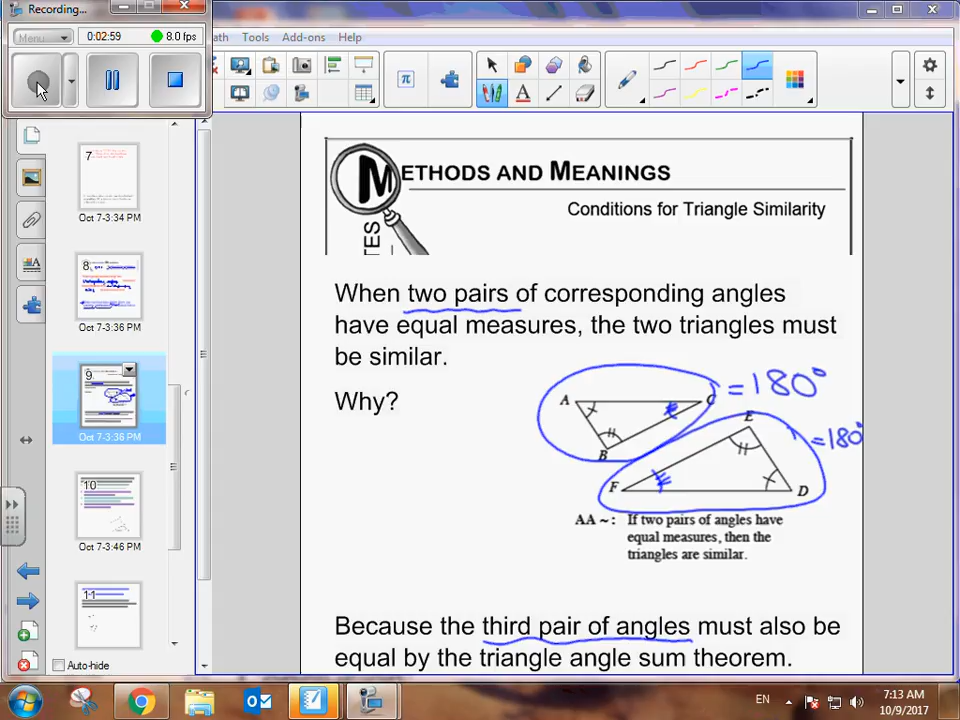 Recording...
Menu
0:02:59
8.0 fps
ath Tools Add-ons Help
π
A
7
Oct 7-3:34 PM
8
Oct 7-3:36 PM
9
Oct 7-3:36 PM
10
Oct 7-3:46 PM
11
Auto-hide
METHODS AND MEANINGS
Conditions for Triangle Similarity
TES
When two pairs of corresponding angles
have equal measures, the two triangles must
be similar.
Why?
A
C
B
= 180°
E
F
D
= 180°
AA ~: If two pairs of angles have
equal measures, then the
triangles are similar.
Because the third pair of angles must also be
equal by the triangle angle sum theorem.
EN
7:13 AM
10/9/2017